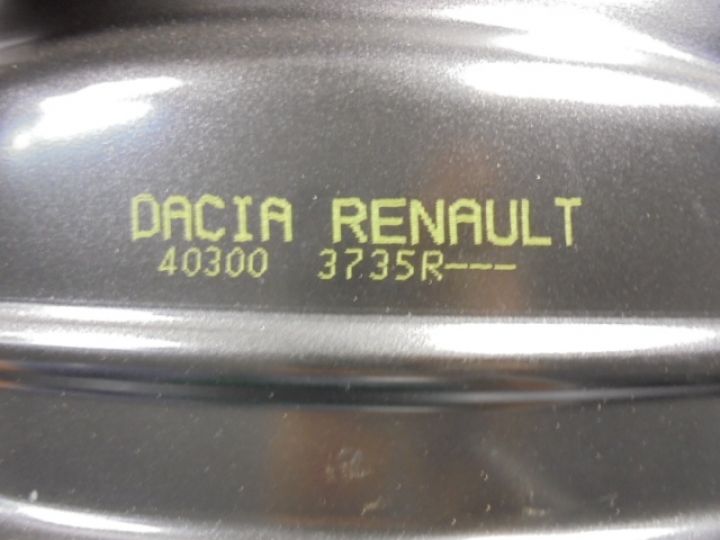 DACIA RENAULT
40300 3735R---